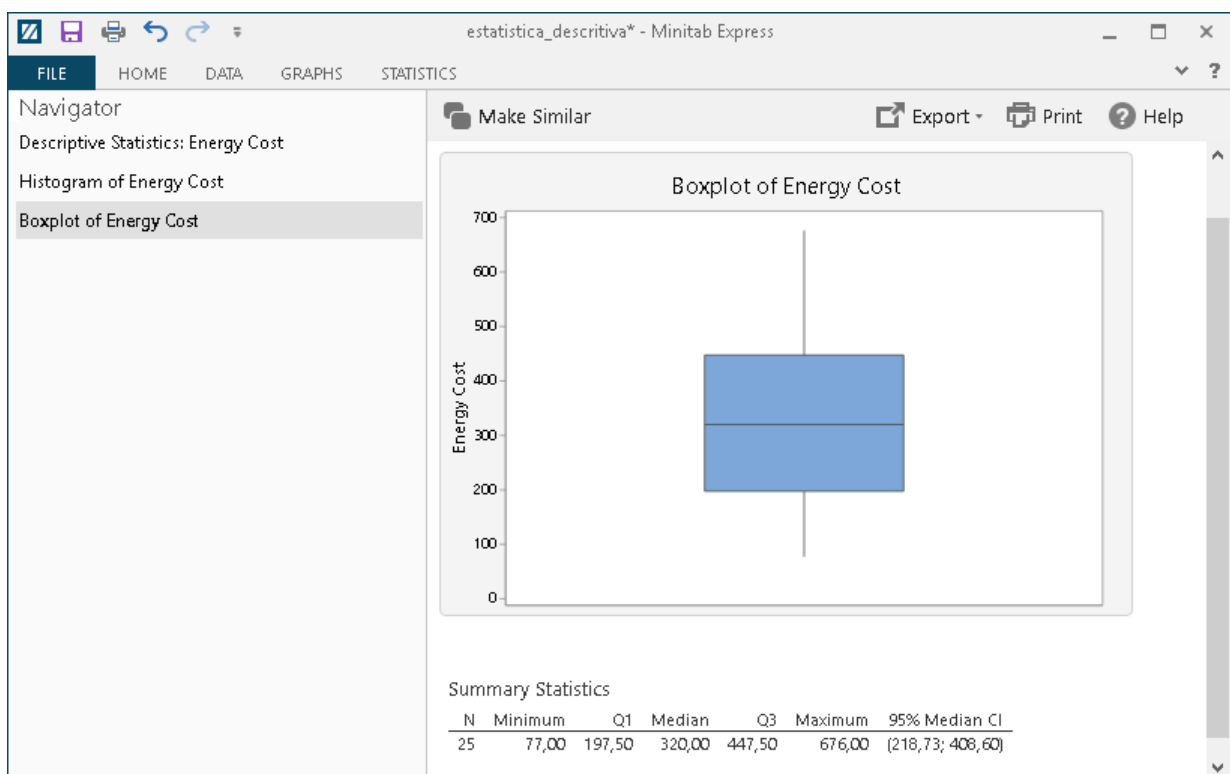 estatistica_descritiva* - Minitab Express
FILE HOME DATA GRAPHS STATISTICS ?
Navigator
Descriptive Statistics: Energy Cost
Histogram of Energy Cost
Boxplot of Energy Cost
Make Similar Export Print ? Help
Boxplot of Energy Cost
700
600
500
400
300
200
100
0
Energy Cost
Summary Statistics
N Minimum Q1 Median Q3 Maximum 95% Median CI
25 77,00 197,50 320,00 447,50 676,00 (218,73; 408,60)